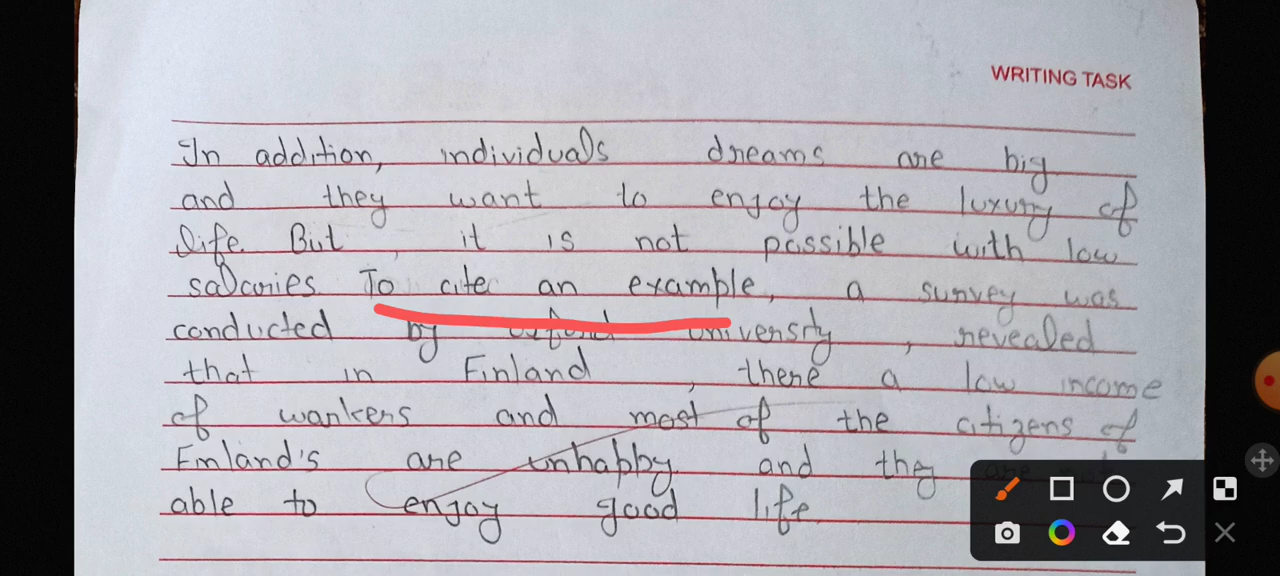 WRITING TASK
In addition, individuals dreams are big
and they want to enjoy the luxury of
life. But, it is not possible with low
salaries. To cite an example, a survey was
conducted by oxford university, revealed
that in Finland, there a low income
of workers and most of the citizens of
Finland's are unhappy and they
able to enjoy good life.